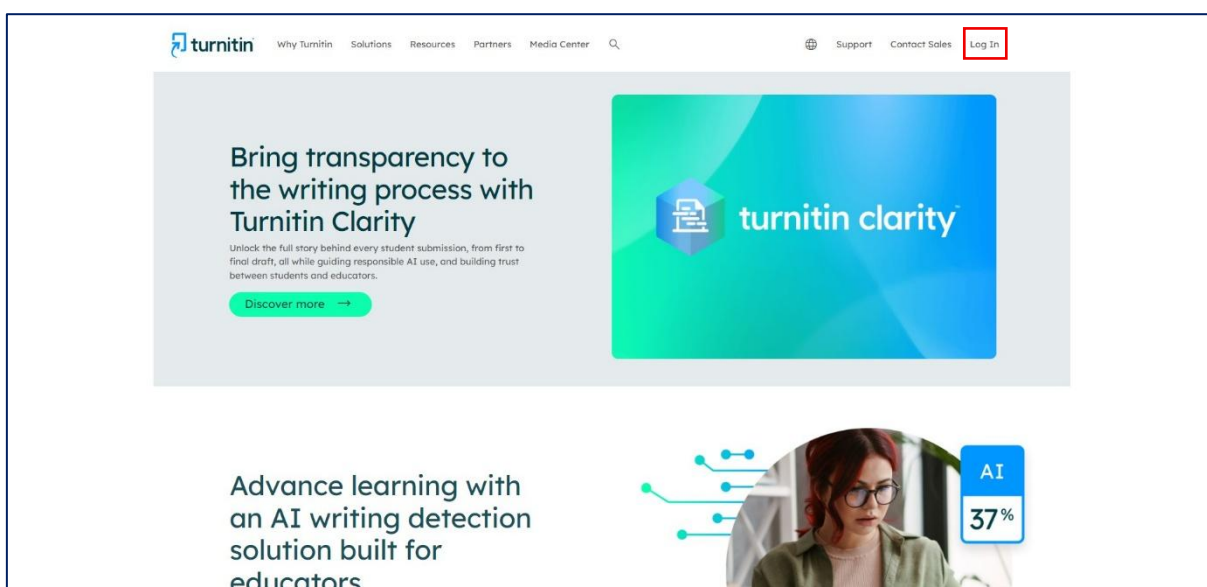 turnitin
Why Turnitin Solutions Resources Partners Media Center
Support Contact Sales Log In
Bring transparency to
the writing process with
Turnitin Clarity
Unlock the full story behind every student submission, from first to
final draft, all while guiding responsible AI use, and building trust
between students and educators.
Discover more →
turnitin clarity™
Advance learning with
an AI writing detection
solution built for
educators
AI
37%